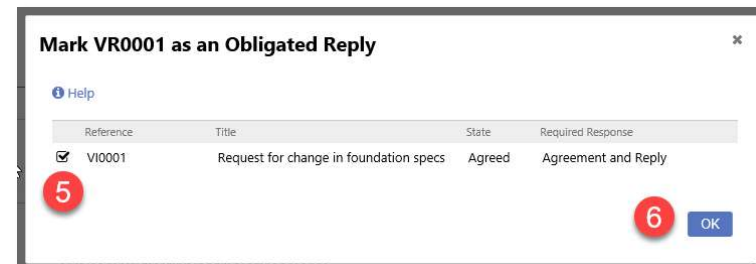 Mark VR0001 as an Obligated Reply
Help
Reference Title State Required Response
VI0001 Request for change in foundation specs Agreed Agreement and Reply
5
6 OK